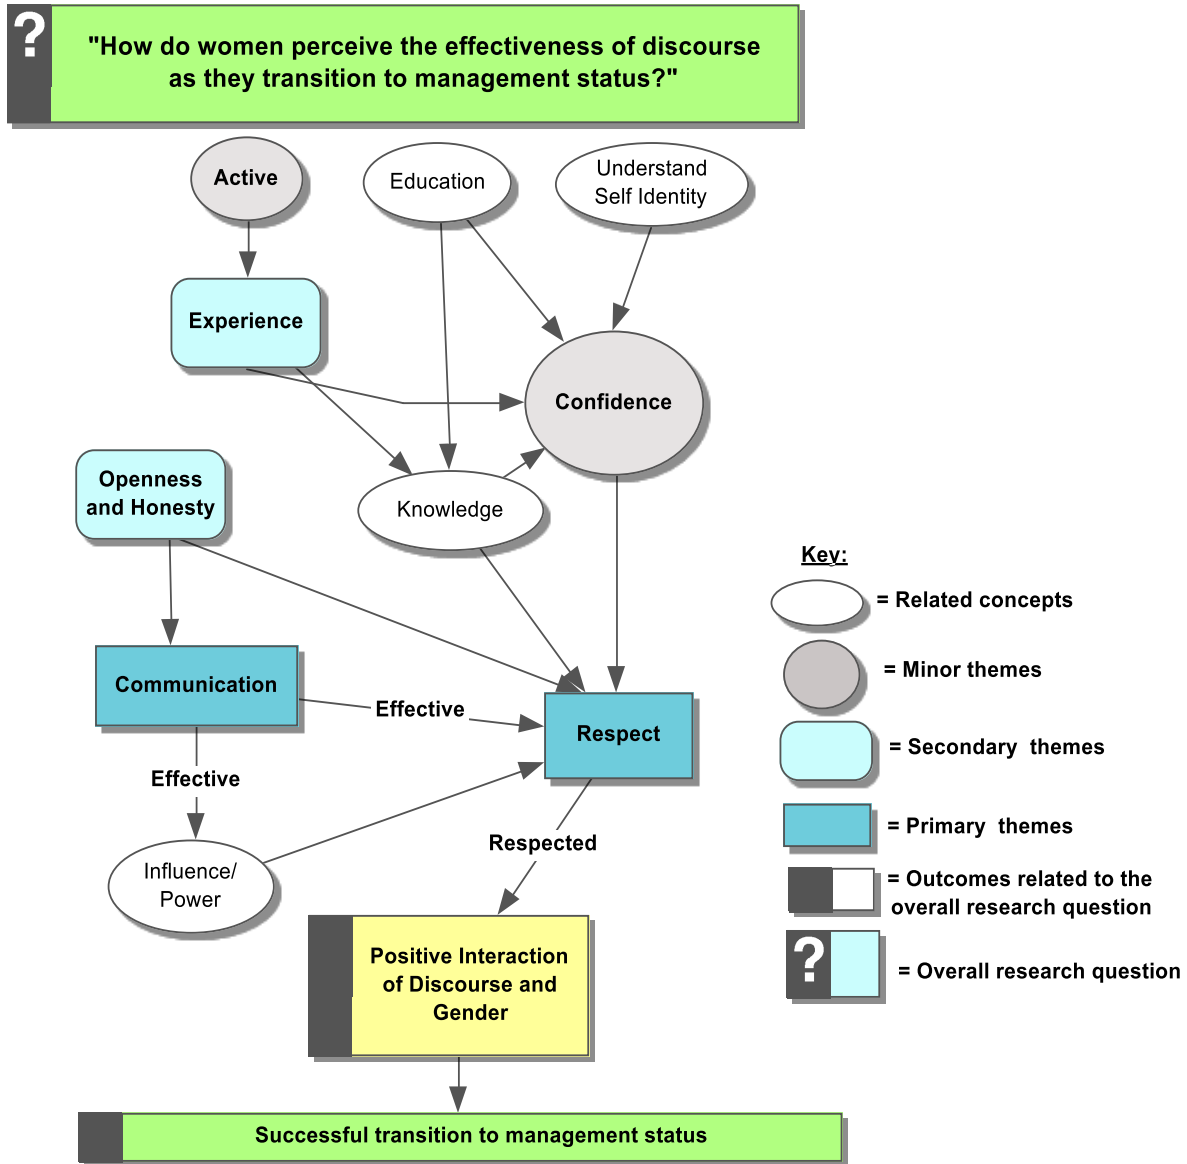 ?
"How do women perceive the effectiveness of discourse
as they transition to management status?"
Active
Education
Understand
Self Identity
Experience
Confidence
Openness
and Honesty
Knowledge
Key:
= Related concepts
= Minor themes
= Secondary themes
= Primary themes
= Outcomes related to the
overall research question
?
= Overall research question
Communication
Effective
Respect
Effective
Influence/
Power
Respected
Positive Interaction
of Discourse and
Gender
Successful transition to management status